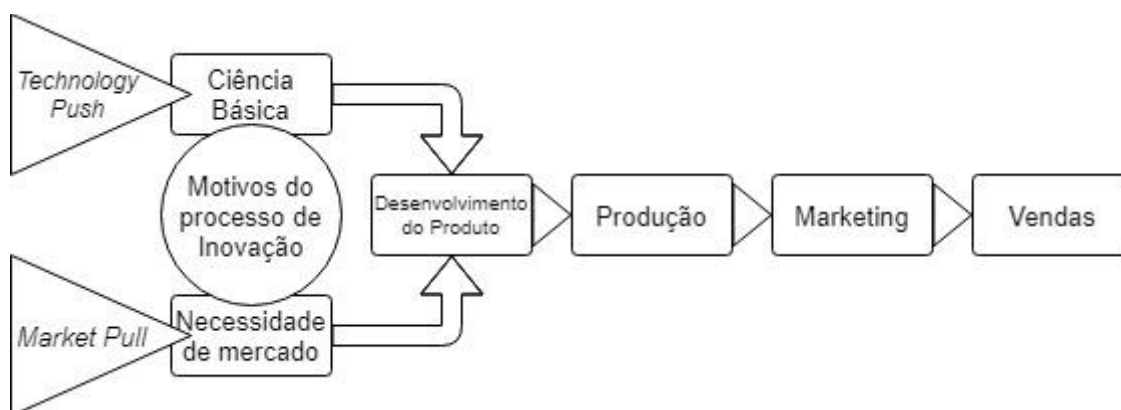 Technology
Push
Ciência
Básica
Motivos do
processo de
Inovação
Market Pull
Necessidade
de mercado
Desenvolvimento
do Produto
Produção
Marketing
Vendas